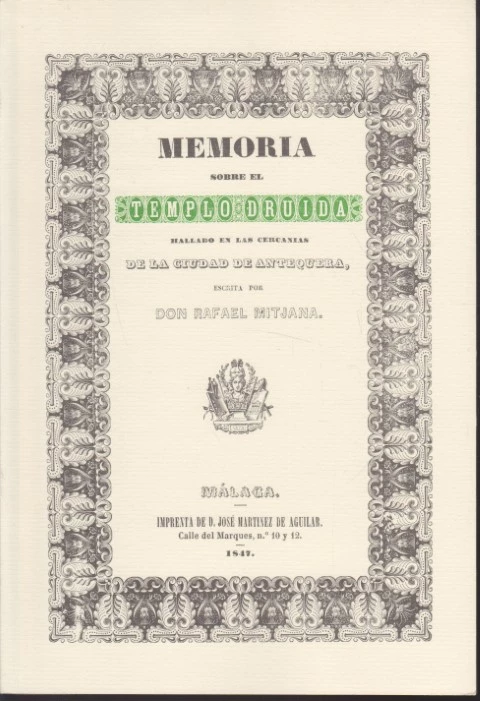 MEMORIA
SOBRE EL
TEMPLO DRUIDA
HALLADO EN LAS CERCANIAS
DE LA CIUDAD DE ANTEQUERA,
ESCRITA POR
DON RAFAEL MITJANA.
MÁLAGA.
IMPRENTA DE D. JOSÉ MARTINEZ DE AGUILAR.
Calle del Marques, n.º 10 y 12.
1847.